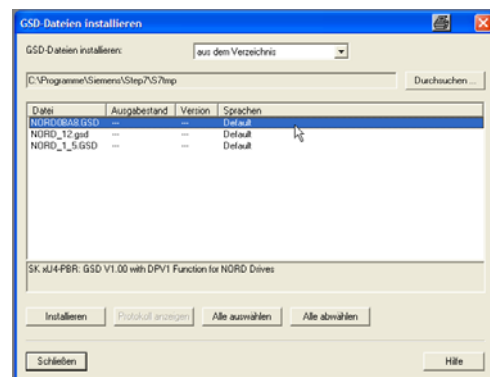 GSD-Dateien installieren
GSD-Dateien installieren: aus dem Verzeichnis
C:\Programme\Siemens\Step7\S7tmp Durchsuchen ...
Datei Ausgabestand Version Sprachen
NORD0BA8.GSD --- --- Default
NORD_12.gsd --- --- Default
NORD_1_5.GSD --- --- Default
SK xU4-PBR: GSD V1.00 with DPV1 Function for NORD Drives
Installieren Protokoll anzeigen Alle auswählen Alle abwählen
Schließen Hilfe